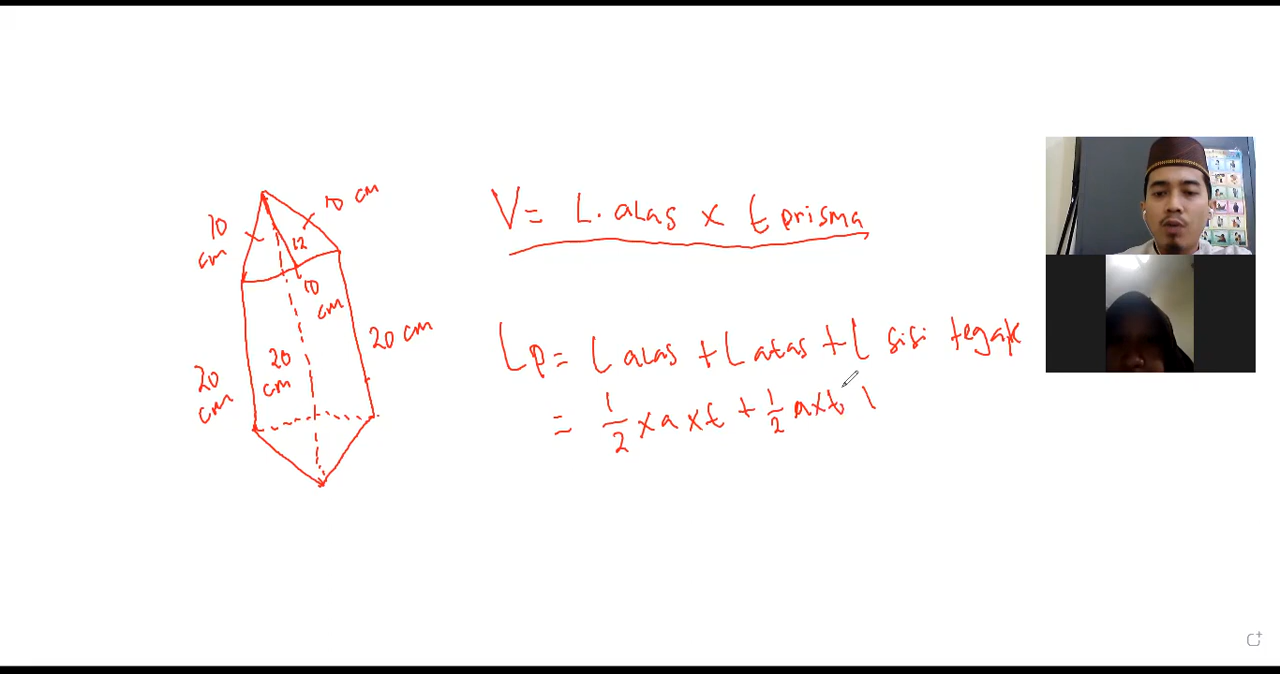 10 cm
10 cm
12
10 cm
20 cm
20 cm
20 cm
V = L. alas x t prisma
Lp = L alas + L atas + L sisi tegak
= 1/2 x a x t + 1/2 a x t